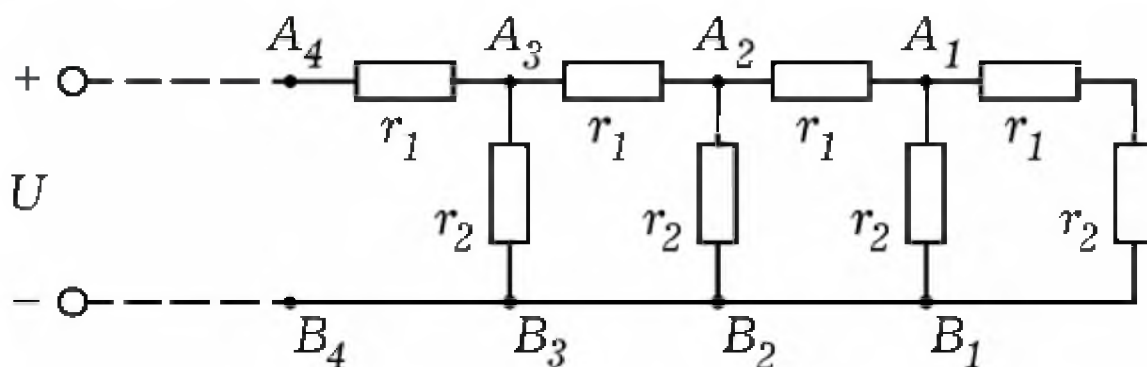 A₄ A₃ A₂ A₁
+
r₁ r₁ r₁ r₁
U
r₂ r₂ r₂ r₂
−
B₄ B₃ B₂ B₁